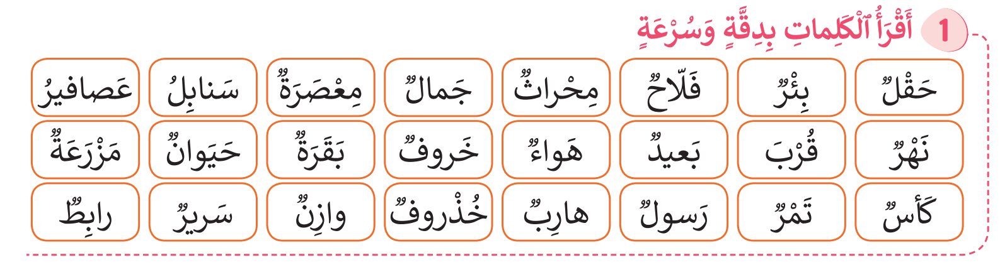 1 أَقْرَأُ ٱلْكَلِماتِ بِدِقَّةٍ وَسُرْعَةٍ
حَقْلٌ بِئْرٌ فَلّاحٌ مِحْراثٌ جَمالٌ مِعْصَرَةٌ سَنابِلُ عَصافيرُ
نَهْرٌ قُرْبَ بَعيدٌ هَواءٌ خَروفٌ بَقَرَةٌ حَيَوانٌ مَزْرَعَةٌ
كَأسٌ تَمْرٌ رَسولٌ هارِبٌ خُذْروفٌ وازِنٌ سَريرٌ رابِطٌ